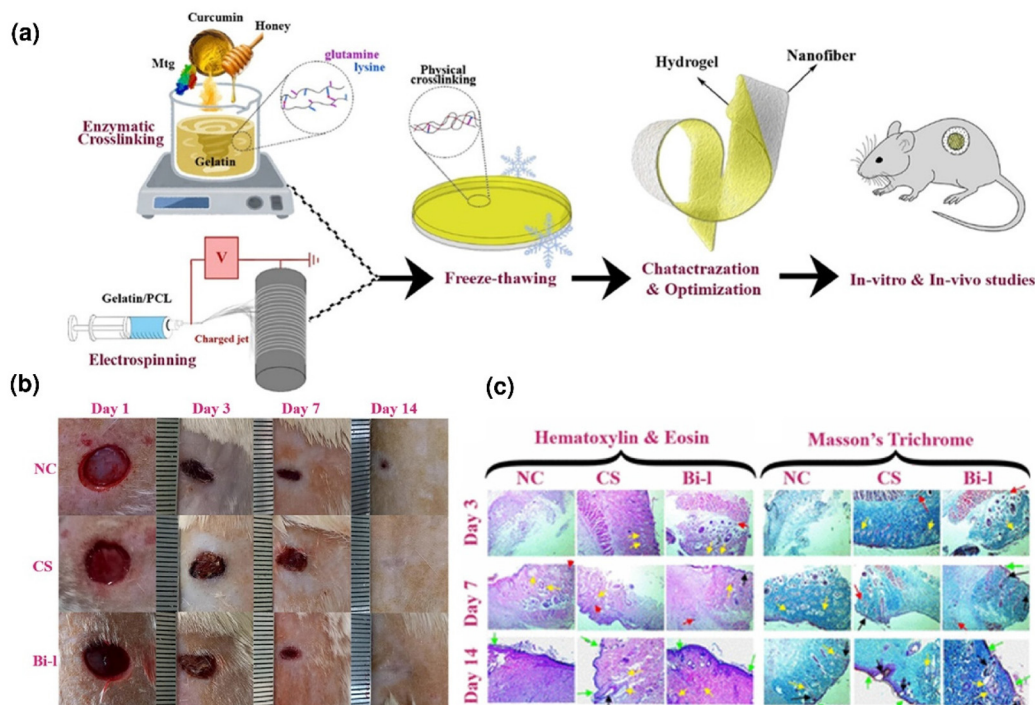 (a)
Curcumin
Honey
Mtg
glutamine
lysine
Enzymatic
Crosslinking
Gelatin
Physical
crosslinking
Hydrogel
Nanofiber
V
Gelatin/PCL
Charged jet
Electrospinning
Freeze-thawing
Chatactrazation
& Optimization
In-vitro & In-vivo studies
(b)
Day 1 Day 3 Day 7 Day 14
NC
CS
Bi-l
(c)
Hematoxylin & Eosin Masson's Trichrome
NC CS Bi-l NC CS Bi-l
Day 3
Day 7
Day 14